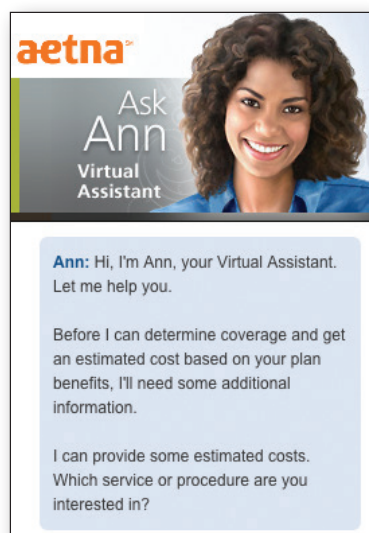 aetna℠
Ask
Ann
Virtual
Assistant
Ann: Hi, I'm Ann, your Virtual Assistant.
Let me help you.
Before I can determine coverage and get
an estimated cost based on your plan
benefits, I'll need some additional
information.
I can provide some estimated costs.
Which service or procedure are you
interested in?